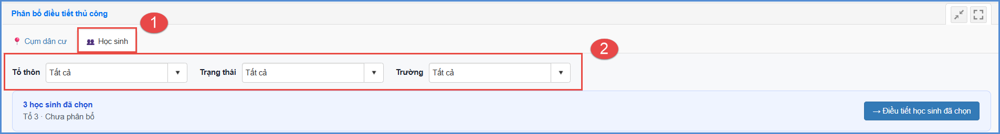 Phân bổ điều tiết thủ công
1
Cụm dân cư
Học sinh
2
Tổ thôn Tất cả Trạng thái Tất cả Trường Tất cả
3 học sinh đã chọn
Tổ 3 · Chưa phân bổ
→ Điều tiết học sinh đã chọn